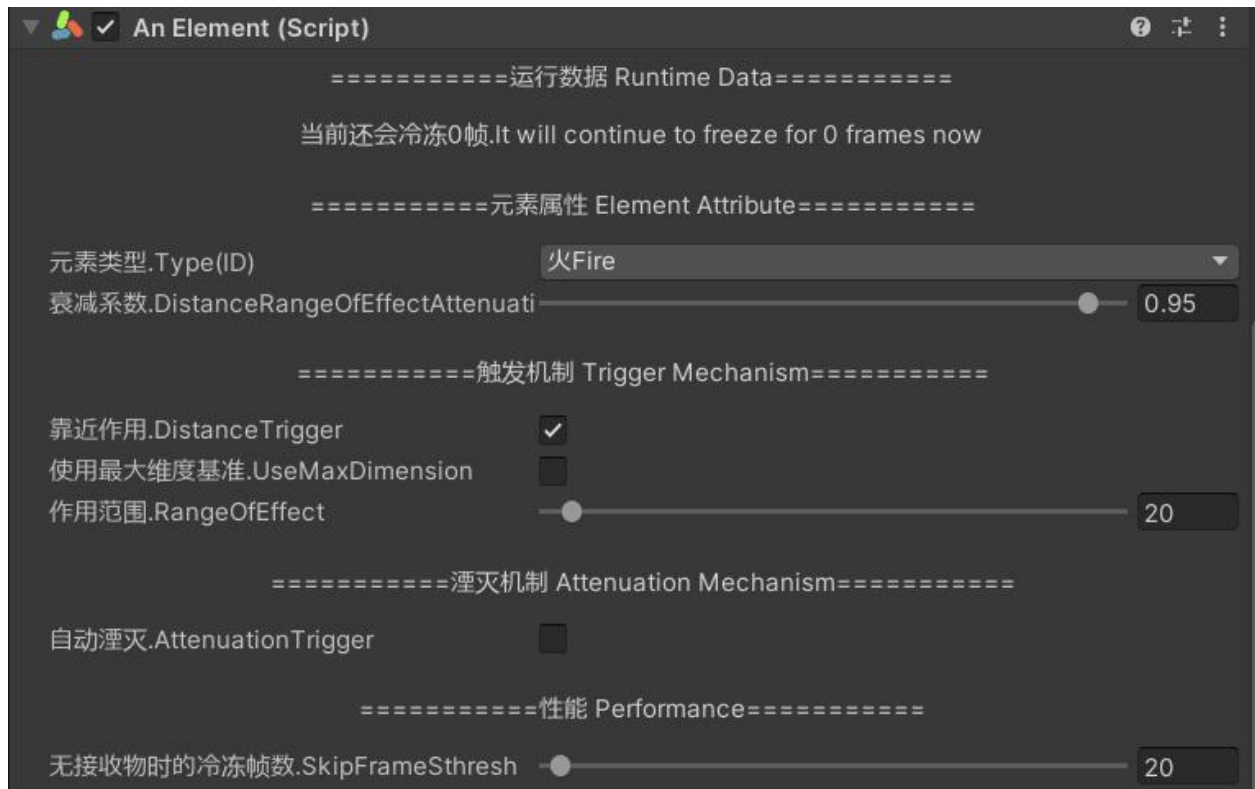 An Element (Script)
===========运行数据 Runtime Data===========
当前还会冷冻0帧.It will continue to freeze for 0 frames now
===========元素属性 Element Attribute===========
元素类型.Type(ID) 火Fire
衰减系数.DistanceRangeOfEffectAttenuati 0.95
===========触发机制 Trigger Mechanism===========
靠近作用.DistanceTrigger
使用最大维度基准.UseMaxDimension
作用范围.RangeOfEffect 20
===========湮灭机制 Attenuation Mechanism===========
自动湮灭.AttenuationTrigger
===========性能 Performance===========
无接收物时的冷冻帧数.SkipFrameSthresh 20